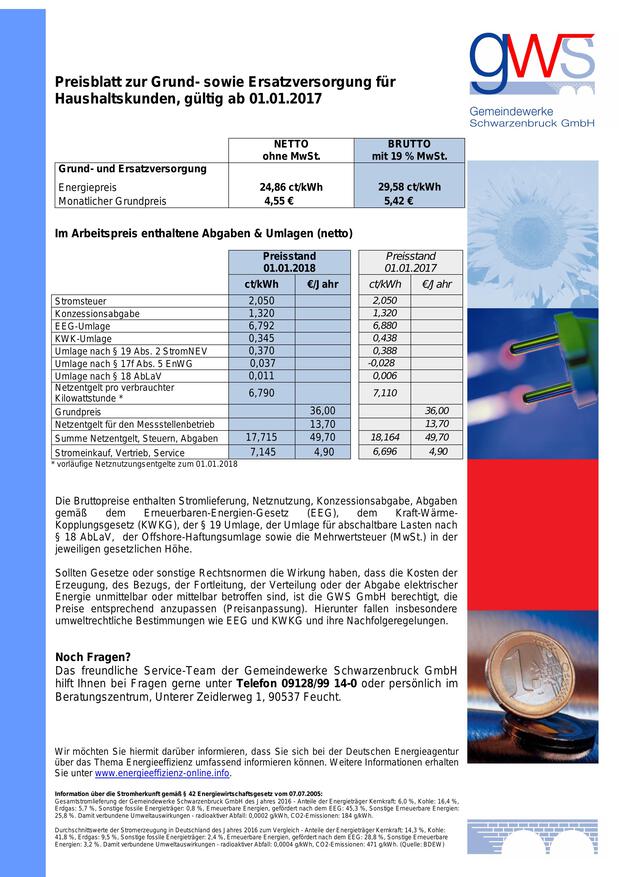 gws
Gemeindewerke
Schwarzenbruck GmbH
Preisblatt zur Grund- sowie Ersatzversorgung für
Haushaltskunden, gültig ab 01.01.2017
NETTO BRUTTO
ohne MwSt. mit 19 % MwSt.
Grund- und Ersatzversorgung
Energiepreis 24,86 ct/kWh 29,58 ct/kWh
Monatlicher Grundpreis 4,55 € 5,42 €
Im Arbeitspreis enthaltene Abgaben & Umlagen (netto)
Preisstand Preisstand
01.01.2018 01.01.2017
ct/kWh €/Jahr ct/kWh €/Jahr
Stromsteuer 2,050 2,050
Konzessionsabgabe 1,320 1,320
EEG-Umlage 6,792 6,880
KWK-Umlage 0,345 0,438
Umlage nach § 19 Abs. 2 StromNEV 0,370 0,388
Umlage nach § 17f Abs. 5 EnWG 0,037 -0,028
Umlage nach § 18 AbLaV 0,011 0,006
Netzentgelt pro verbrauchter
Kilowattstunde * 6,790 7,110
Grundpreis 36,00 36,00
Netzentgelt für den Messstellenbetrieb 13,70 13,70
Summe Netzentgelt, Steuern, Abgaben 17,715 49,70 18,164 49,70
Stromeinkauf, Vertrieb, Service 7,145 4,90 6,696 4,90
* vorläufige Netznutzungsentgelte zum 01.01.2018
Die Bruttopreise enthalten Stromlieferung, Netznutzung, Konzessionsabgabe, Abgaben
gemäß dem Erneuerbaren-Energien-Gesetz (EEG), dem Kraft-Wärme-
Kopplungsgesetz (KWKG), der § 19 Umlage, der Umlage für abschaltbare Lasten nach
§ 18 AbLaV, der Offshore-Haftungsumlage sowie die Mehrwertsteuer (MwSt.) in der
jeweiligen gesetzlichen Höhe.
Sollten Gesetze oder sonstige Rechtsnormen die Wirkung haben, dass die Kosten der
Erzeugung, des Bezugs, der Fortleitung, der Verteilung oder der Abgabe elektrischer
Energie unmittelbar oder mittelbar betroffen sind, ist die GWS GmbH berechtigt, die
Preise entsprechend anzupassen (Preisanpassung). Hierunter fallen insbesondere
umweltrechtliche Bestimmungen wie EEG und KWKG und ihre Nachfolgeregelungen.
Noch Fragen?
Das freundliche Service-Team der Gemeindewerke Schwarzenbruck GmbH
hilft Ihnen bei Fragen gerne unter Telefon 09128/99 14-0 oder persönlich im
Beratungszentrum, Unterer Zeidlerweg 1, 90537 Feucht.
Wir möchten Sie hiermit darüber informieren, dass Sie sich bei der Deutschen Energieagentur
über das Thema Energieeffizienz umfassend informieren können. Weitere Informationen erhalten
Sie unter www.energieeffizienz-online.info.
Information über die Stromherkunft gemäß § 42 Energiewirtschaftsgesetz vom 07.07.2005:
Gesamtstromlieferung der Gemeindewerke Schwarzenbruck GmbH des Jahres 2016 - Anteile der Energieträger Kernkraft: 6,0 %, Kohle: 16,4 %,
Erdgas: 5,7 %, Sonstige fossile Energieträger: 0,8 %, Erneuerbare Energien, gefördert nach dem EEG: 45,3 %, Sonstige Erneuerbare Energien:
25,8 %. Damit verbundene Umweltauswirkungen - radioaktiver Abfall: 0,0002 g/kWh, CO2-Emissionen: 184 g/kWh.
Durchschnittswerte der Stromerzeugung in Deutschland des Jahres 2016 zum Vergleich - Anteile der Energieträger Kernkraft: 14,3 %, Kohle:
41,8 %, Erdgas: 9,5 %, Sonstige fossile Energieträger: 2,4 %, Erneuerbare Energien, gefördert nach dem EEG: 28,8 %, Sonstige Erneuerbare
Energien: 3,2 %. Damit verbundene Umweltauswirkungen - radioaktiver Abfall: 0,0004 g/kWh, CO2-Emissionen: 471 g/kWh. (Quelle: BDEW)